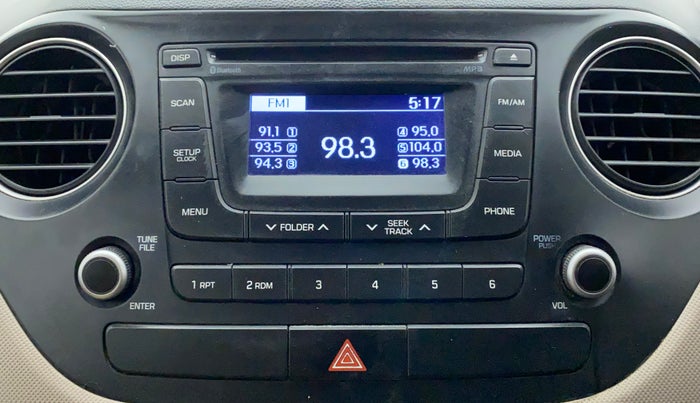 DISP
Bluetooth
MP3
SCAN
FM1 5:17
FM/AM
91.1 1
4 95.0
93.5 2
98.3
5 104.0
94.3 3
6 98.3
SETUP
CLOCK
MEDIA
MENU
FOLDER
SEEK
TRACK
PHONE
TUNE
FILE
POWER
PUSH
1 RPT
2 RDM
3
4
5
6
ENTER
VOL